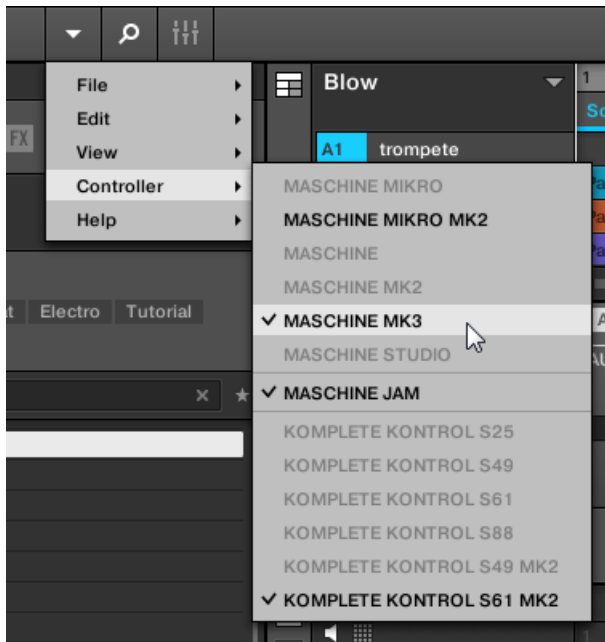 File
Edit
View
Controller
Help
FX
Electro
Tutorial
Blow
1
A1 trompete
MASCHINE MIKRO
MASCHINE MIKRO MK2
MASCHINE
MASCHINE MK2
MASCHINE MK3
MASCHINE STUDIO
MASCHINE JAM
KOMPLETE KONTROL S25
KOMPLETE KONTROL S49
KOMPLETE KONTROL S61
KOMPLETE KONTROL S88
KOMPLETE KONTROL S49 MK2
KOMPLETE KONTROL S61 MK2